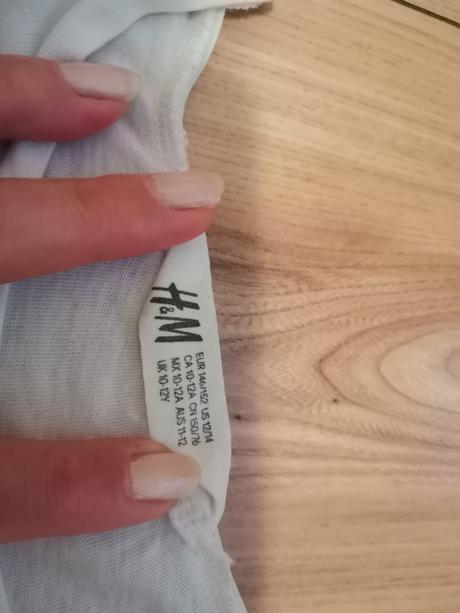 H&M
EUR 146/152 US 12/14
CA 10-12A CN 150/76
MX 10-12A AUS 11-12
UK 10-12Y